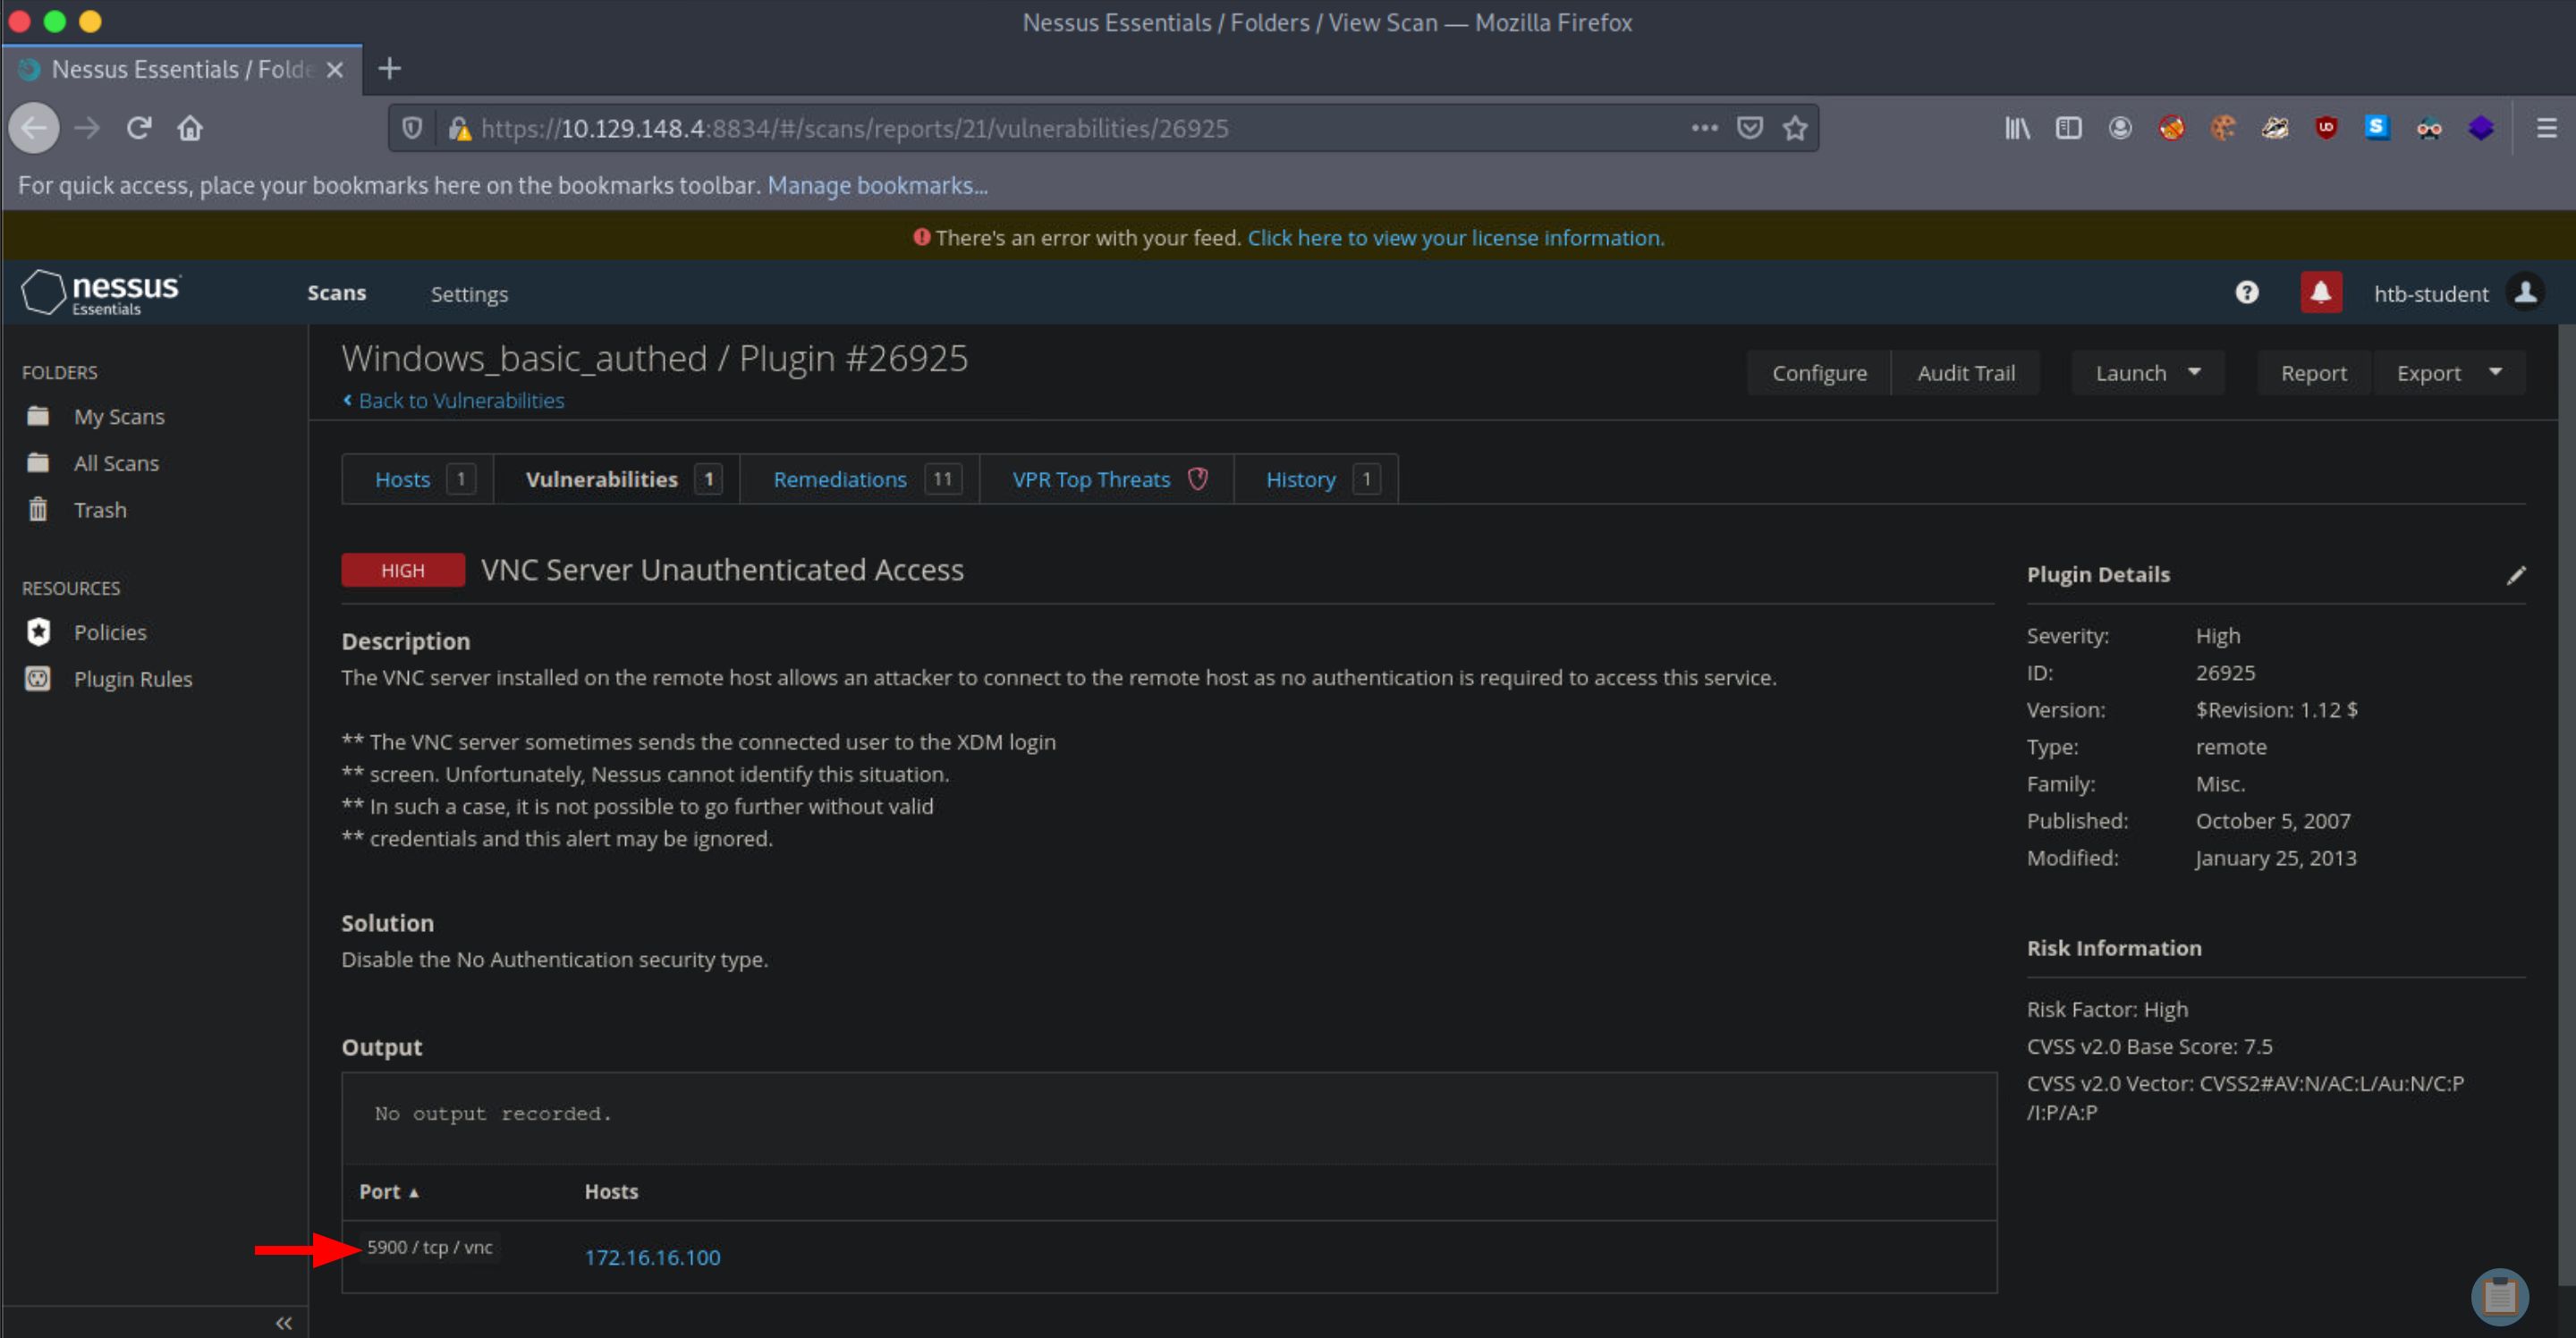 Nessus Essentials / Folders / View Scan — Mozilla Firefox
Nessus Essentials / Folde
https://10.129.148.4:8834/#/scans/reports/21/vulnerabilities/26925
For quick access, place your bookmarks here on the bookmarks toolbar. Manage bookmarks...
There's an error with your feed. Click here to view your license information.
nessus
Essentials
Scans
Settings
htb-student
FOLDERS
My Scans
All Scans
Trash
RESOURCES
Policies
Plugin Rules
Windows_basic_authed / Plugin #26925
Back to Vulnerabilities
Configure
Audit Trail
Launch
Report
Export
Hosts 1
Vulnerabilities 1
Remediations 11
VPR Top Threats
History 1
HIGH
VNC Server Unauthenticated Access
Description
The VNC server installed on the remote host allows an attacker to connect to the remote host as no authentication is required to access this service.
** The VNC server sometimes sends the connected user to the XDM login
** screen. Unfortunately, Nessus cannot identify this situation.
** In such a case, it is not possible to go further without valid
** credentials and this alert may be ignored.
Solution
Disable the No Authentication security type.
Output
No output recorded.
Port Hosts
5900 / tcp / vnc 172.16.16.100
Plugin Details
Severity: High
ID: 26925
Version: $Revision: 1.12 $
Type: remote
Family: Misc.
Published: October 5, 2007
Modified: January 25, 2013
Risk Information
Risk Factor: High
CVSS v2.0 Base Score: 7.5
CVSS v2.0 Vector: CVSS2#AV:N/AC:L/Au:N/C:P
/I:P/A:P